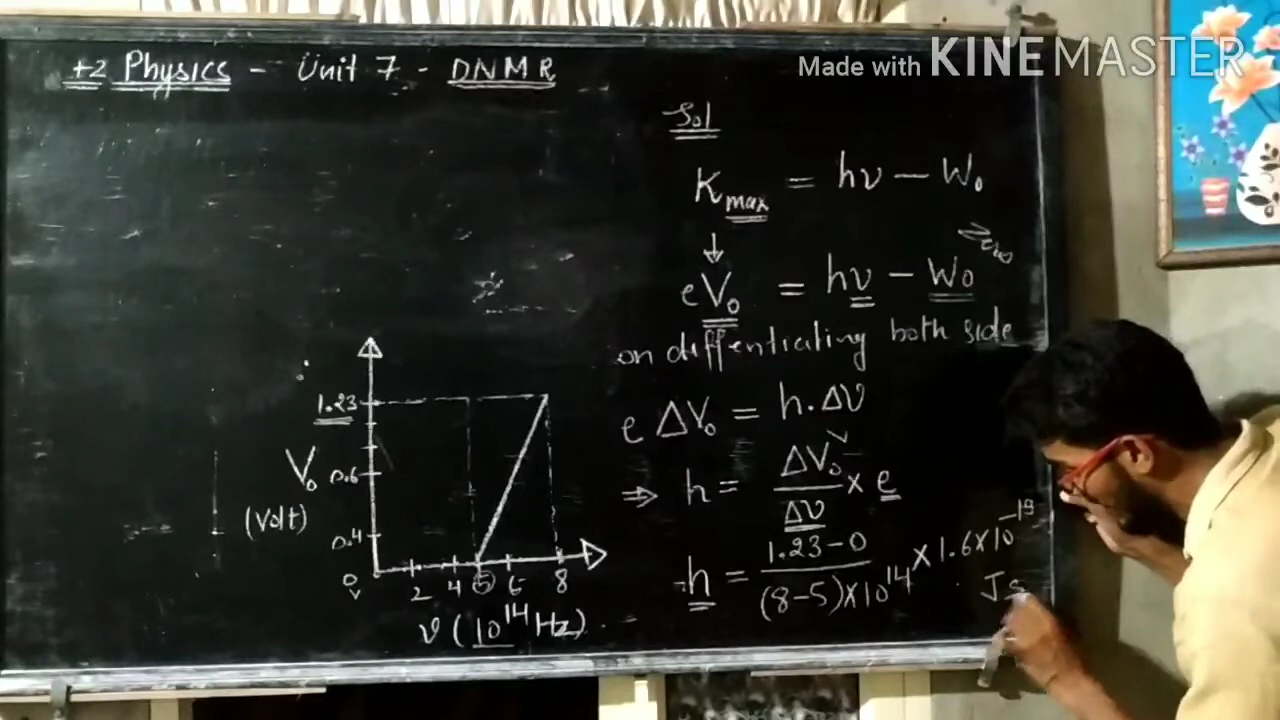 Made with KINEMASTER
+2 Physics - Unit 7 - DNMR
Sol
Kmax = hν - W₀
↓
eV₀ = hν - W₀
Zero
on diffentiating both side
e ΔV₀ = h.Δν
⇒ h = ΔV₀/Δν × e
h = 1.23-0/(8-5)×10¹⁴ × 1.6×10⁻¹⁹
Js
1.23
V₀
0.6
(Volt)
0.4
0
2 4 5 6 8
ν (10¹⁴ Hz)